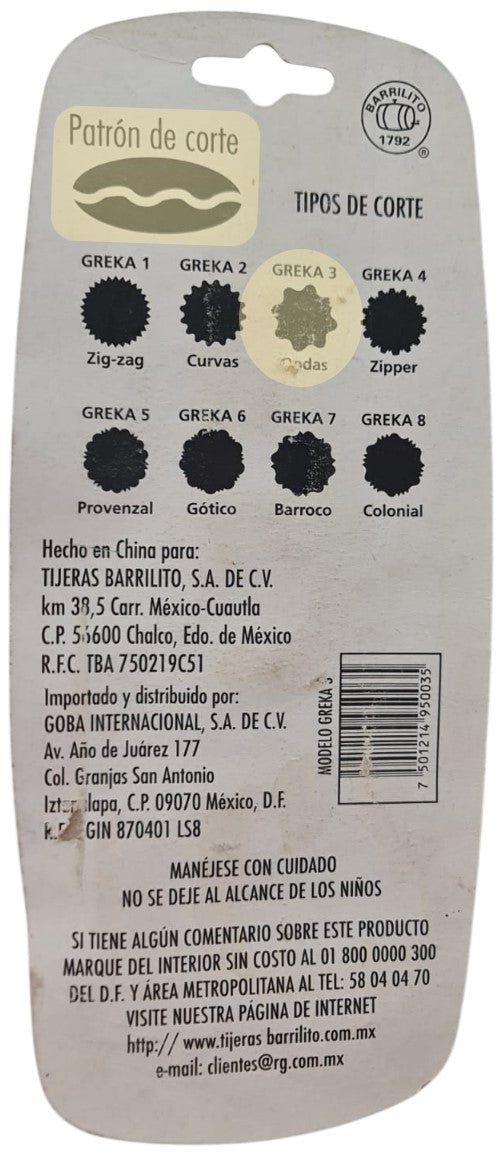 Patrón de corte
BARRILITO
1792
®
TIPOS DE CORTE
GREKA 1 GREKA 2 GREKA 3 GREKA 4
Zig-zag Curvas Ondas Zipper
GREKA 5 GREKA 6 GREKA 7 GREKA 8
Provenzal Gótico Barroco Colonial
Hecho en China para:
TIJERAS BARRILITO, S.A. DE C.V.
km 38,5 Carr. México-Cuautla
C.P. 56600 Chalco, Edo. de México
R.F.C. TBA 750219C51
Importado y distribuido por:
GOBA INTERNACIONAL, S.A. DE C.V.
Av. Año de Juárez 177
Col. Granjas San Antonio
Iztapalapa, C.P. 09070 México, D.F.
GIN 870401 LS8
MODELO GREKA 3
7 501214 950035
MANÉJESE CON CUIDADO
NO SE DEJE AL ALCANCE DE LOS NIÑOS
SI TIENE ALGÚN COMENTARIO SOBRE ESTE PRODUCTO
MARQUE DEL INTERIOR SIN COSTO AL 01 800 0000 300
DEL D.F. Y ÁREA METROPOLITANA AL TEL: 58 04 04 70
VISITE NUESTRA PÁGINA DE INTERNET
http:// www.tijeras barrilito.com.mx
e-mail: clientes@rg.com.mx